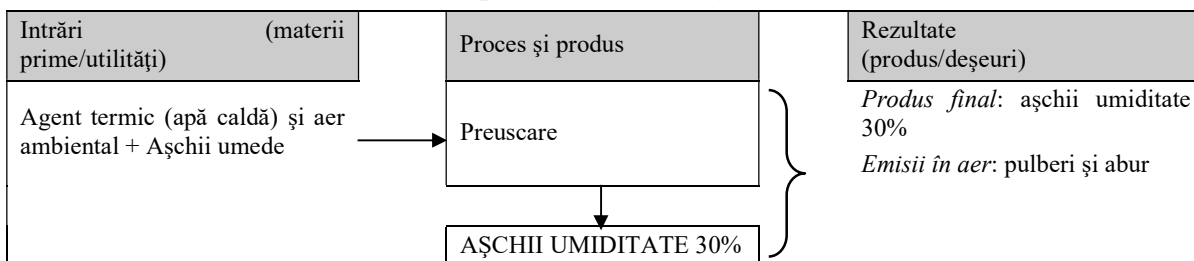 Intrări (materii
prime/utilităţi)
Proces şi produs
Rezultate
(produs/deşeuri)
Agent termic (apă caldă) şi aer
ambiental + Aşchii umede
Preuscare
Produs final: aşchii umiditate
30%
Emisii în aer: pulberi şi abur
AŞCHII UMIDITATE 30%